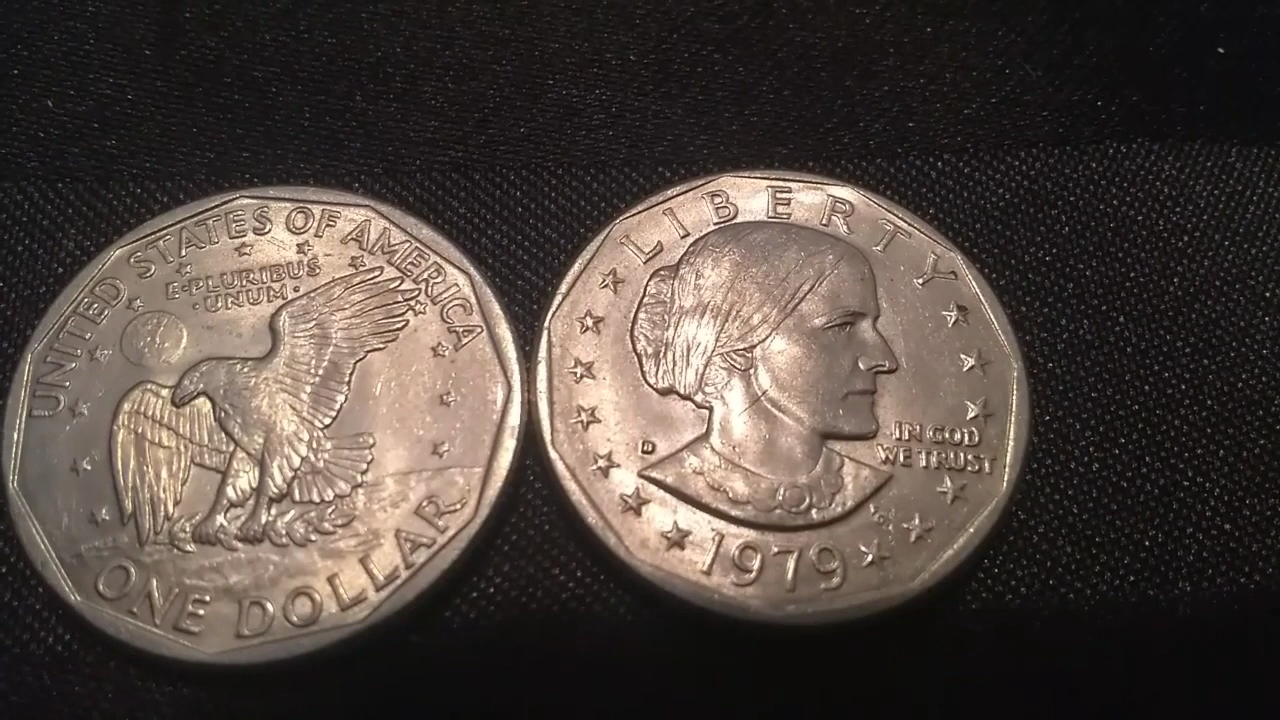 UNITED STATES OF AMERICA
E·PLURIBUS
·UNUM·
ONE DOLLAR
LIBERTY
IN GOD
WE TRUST
D
1979